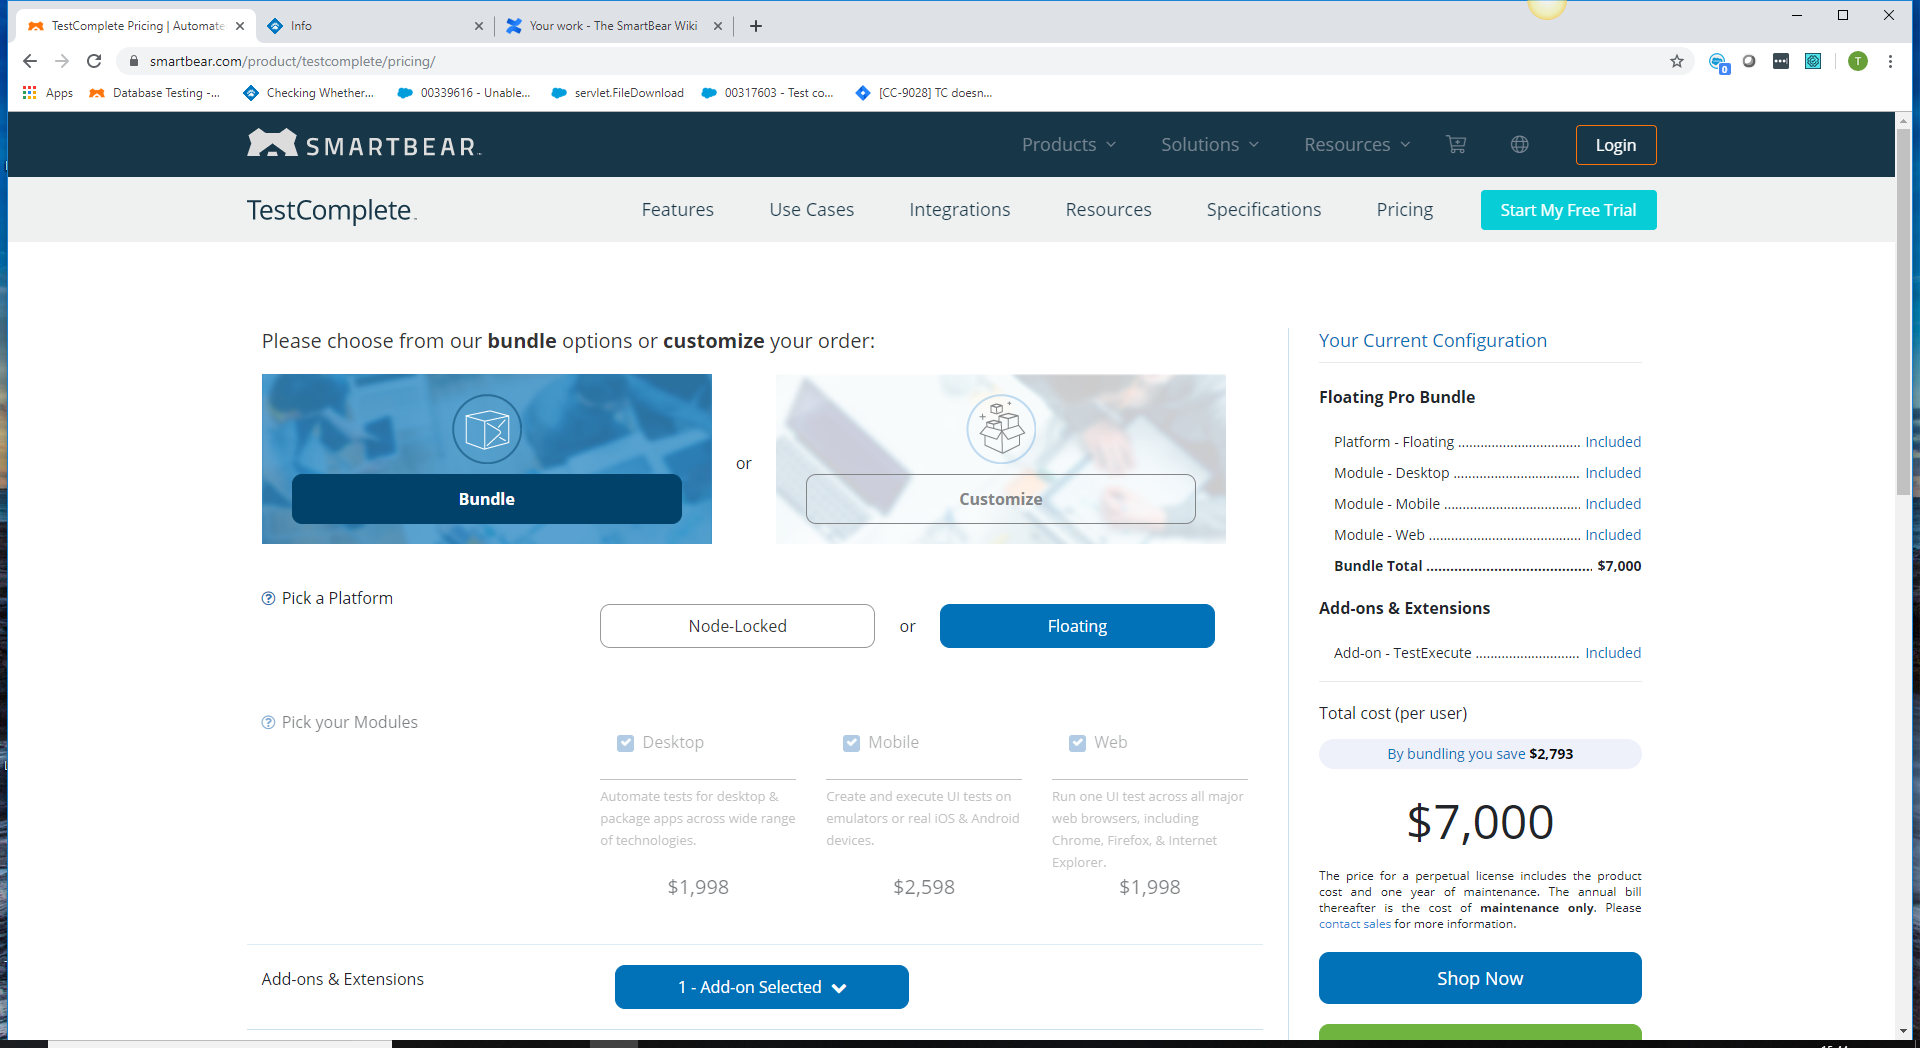 TestComplete Pricing | Automate
Info
Your work - The SmartBear Wiki
smartbear.com/product/testcomplete/pricing/
0
T
Apps
Database Testing -...
Checking Whether...
00339616 - Unable...
servlet.FileDownload
00317603 - Test co...
[CC-9028] TC doesn...
SMARTBEAR
Products
Solutions
Resources
Login
TestComplete
Features
Use Cases
Integrations
Resources
Specifications
Pricing
Start My Free Trial
Please choose from our bundle options or customize your order:
Bundle
or
Customize
? Pick a Platform
Node-Locked
or
Floating
? Pick your Modules
Desktop
Automate tests for desktop &
package apps across wide range
of technologies.
$1,998
Mobile
Create and execute UI tests on
emulators or real iOS & Android
devices.
$2,598
Web
Run one UI test across all major
web browsers, including
Chrome, Firefox, & Internet
Explorer.
$1,998
Add-ons & Extensions
1 - Add-on Selected
Your Current Configuration
Floating Pro Bundle
Platform - Floating ................................ Included
Module - Desktop ................................. Included
Module - Mobile .................................... Included
Module - Web ........................................ Included
Bundle Total .......................................... $7,000
Add-ons & Extensions
Add-on - TestExecute ........................... Included
Total cost (per user)
By bundling you save $2,793
$7,000
The price for a perpetual license includes the product
cost and one year of maintenance. The annual bill
thereafter is the cost of maintenance only. Please
contact sales for more information.
Shop Now